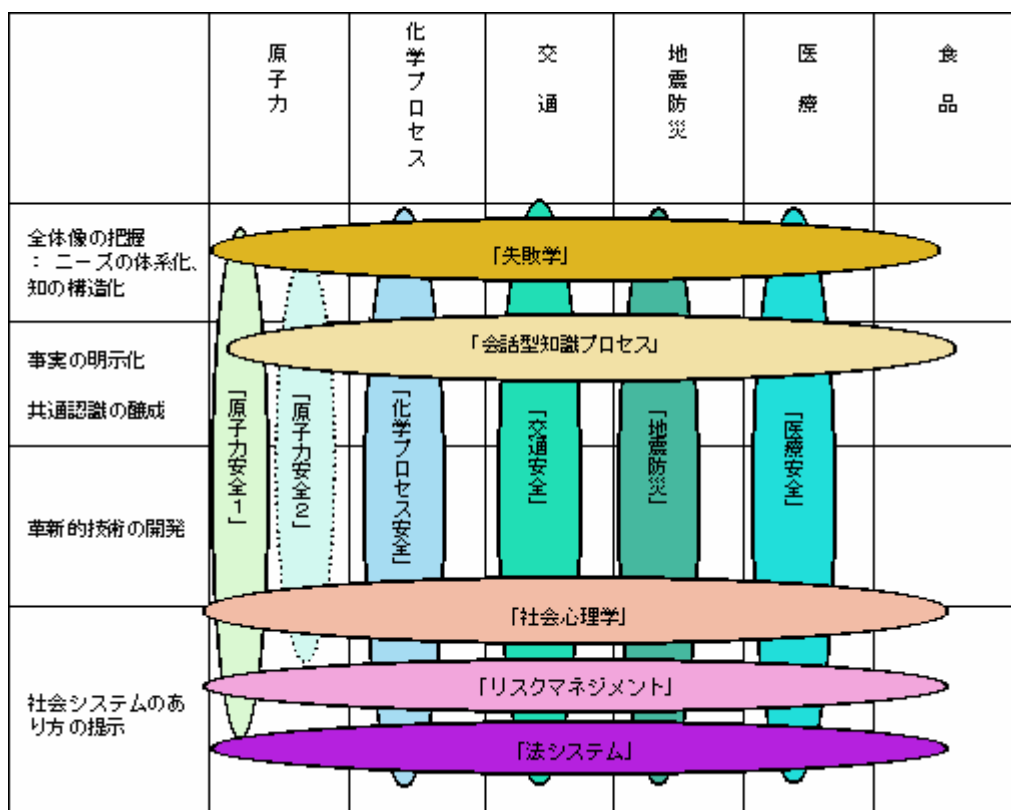 原子力
化学プロセス
交通
地震防災
医療
食品
全体像の把握
：ニーズの体系化、
知の構造化
「失敗学」
事実の明示化
共通認識の醸成
「会話型知識プロセス」
「原子力安全1」
「原子力安全2」
「化学プロセス安全」
「交通安全」
「地震防災」
「医療安全」
革新的技術の開発
「社会心理学」
社会システムのあ
り方の提示
「リスクマネジメント」
「法システム」